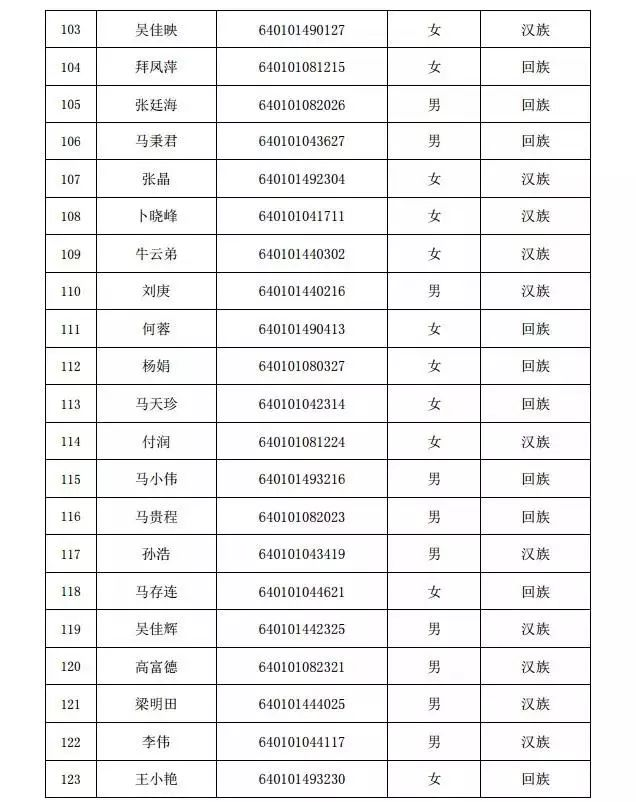 103 吴佳映 640101490127 女 汉族
104 拜凤萍 640101081215 女 回族
105 张廷海 640101082026 男 回族
106 马秉君 640101043627 男 回族
107 张晶 640101492304 女 汉族
108 卜晓峰 640101041711 女 汉族
109 牛云弟 640101440302 女 汉族
110 刘庚 640101440216 男 汉族
111 何蓉 640101490413 女 回族
112 杨娟 640101080327 女 回族
113 马天珍 640101042314 女 回族
114 付润 640101081224 女 汉族
115 马小伟 640101493216 男 回族
116 马贵程 640101082023 男 回族
117 孙浩 640101043419 男 汉族
118 马存连 640101044621 女 回族
119 吴佳辉 640101442325 男 汉族
120 高富德 640101082321 男 汉族
121 梁明田 640101444025 男 汉族
122 李伟 640101044117 男 汉族
123 王小艳 640101493230 女 回族